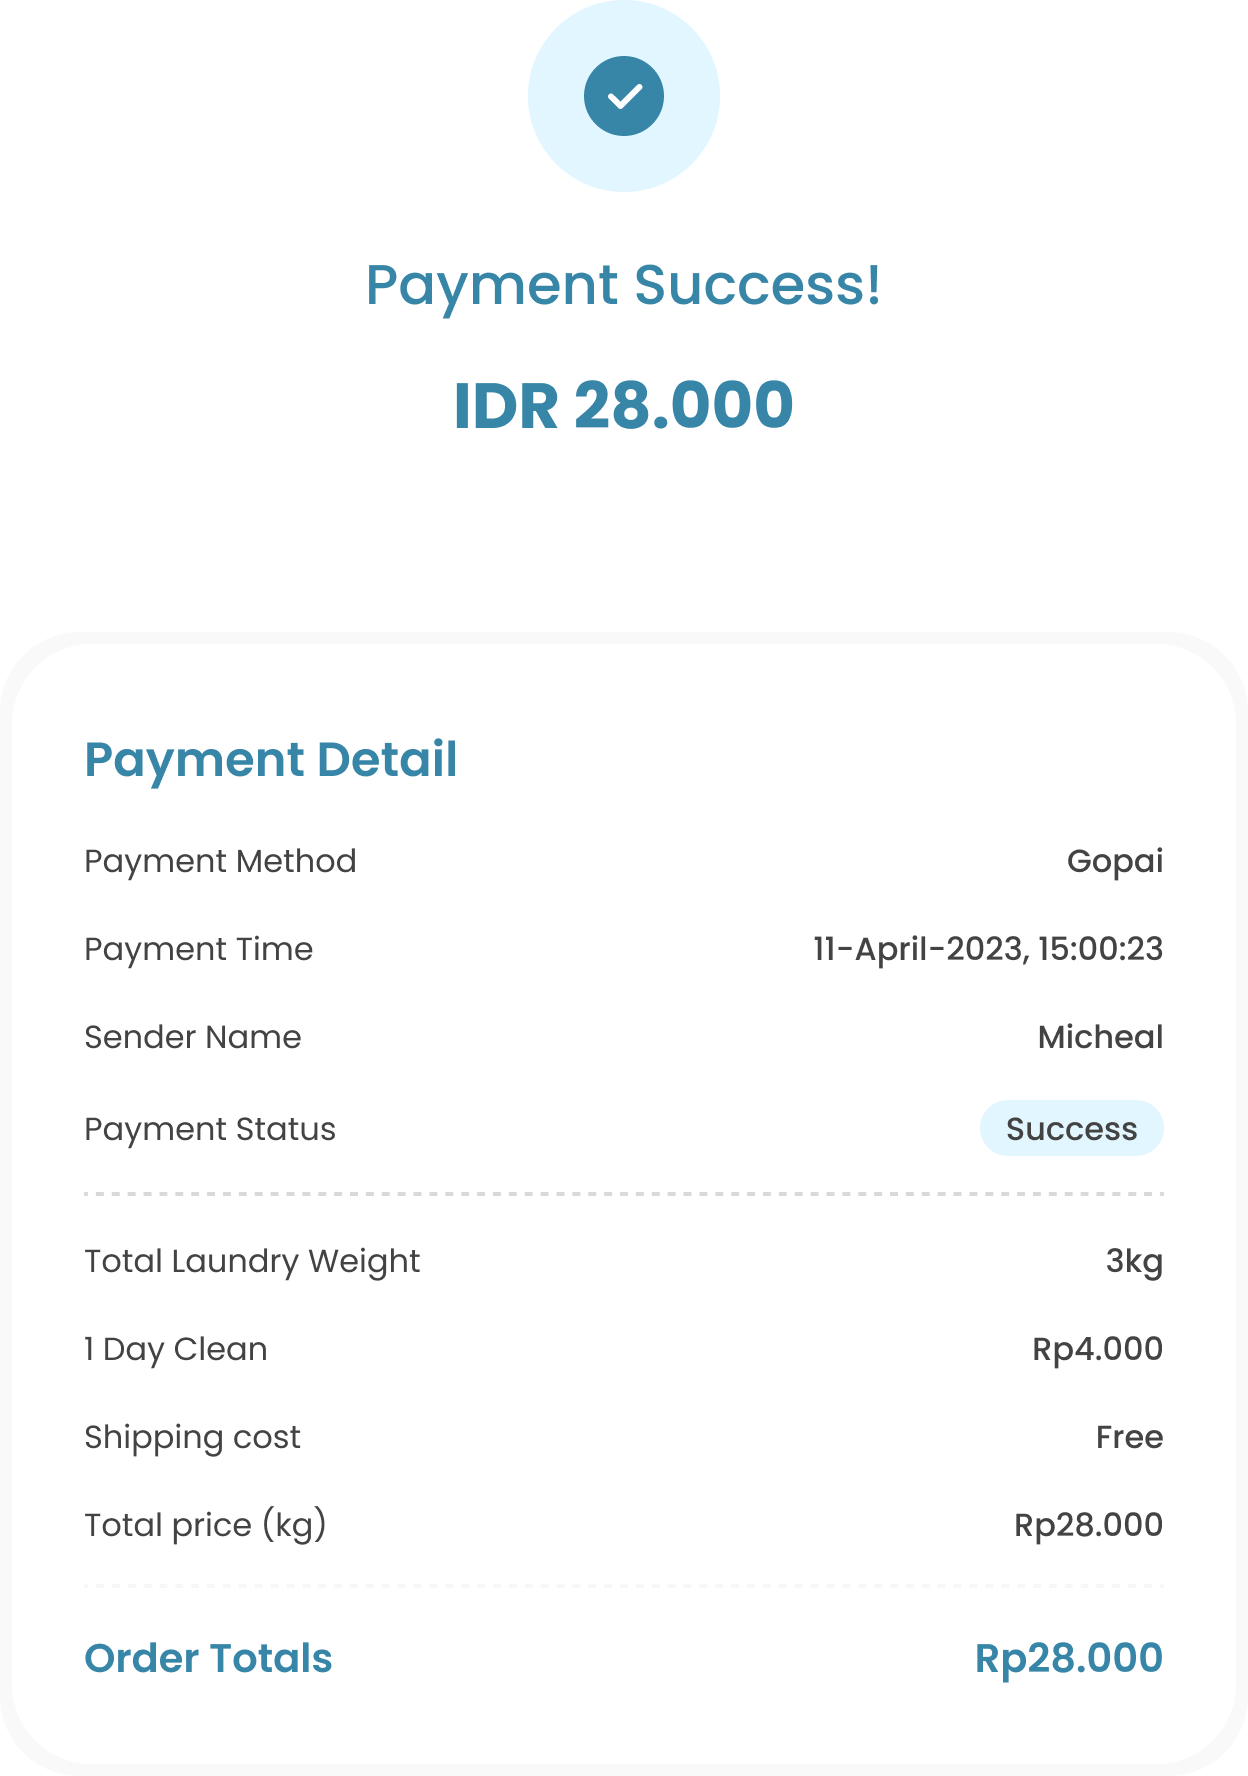 Payment Success!
IDR 28.000
Payment Detail
Payment Method Gopai
Payment Time 11-April-2023, 15:00:23
Sender Name Micheal
Payment Status Success
Total Laundry Weight 3kg
1 Day Clean Rp4.000
Shipping cost Free
Total price (kg) Rp28.000
Order Totals Rp28.000